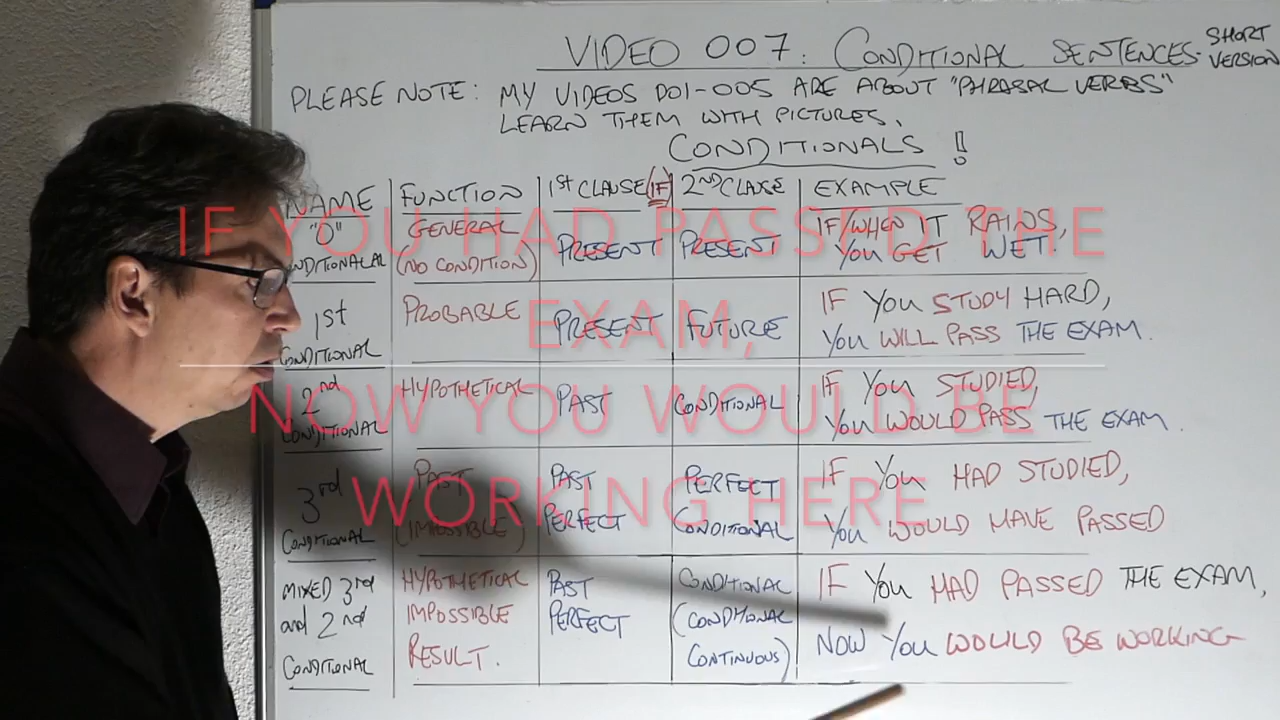 VIDEO 007: CONDITIONAL SENTENCES. SHORT VERSION
PLEASE NOTE: MY VIDEOS 001-005 ARE ABOUT "PHRASAL VERBS"
LEARN THEM WITH PICTURES.
CONDITIONALS !
NAME FUNCTION 1st CLAUSE (IF) 2ND CLAUSE EXAMPLE
"0" GENERAL PRESENT PRESENT IF/WHEN IT RAINS,
ONDITIONALAL (NO CONDITION) YOU GET WET
1st PROBABLE PRESENT FUTURE IF YOU STUDY HARD,
CONDITIONAL YOU WILL PASS THE EXAM.
2nd HYPOTHETICAL PAST CONDITIONAL IF YOU STUDIED,
CONDITIONAL YOU WOULD PASS THE EXAM.
3rd PAST PAST PERFECT IF YOU HAD STUDIED,
CONDITIONAL (IMPOSSIBLE) PERFECT CONDITIONAL YOU WOULD HAVE PASSED
MIXED 3rd HYPOTHETICAL PAST CONDITIONAL IF YOU HAD PASSED THE EXAM,
and 2nd IMPOSSIBLE PERFECT (CONDITIONAL NOW YOU WOULD BE WORKING
CONDITIONAL RESULT. CONTINUOUS)
IF YOU HAD PASSED THE
EXAM,
NOW YOU WOULD BE
WORKING HERE